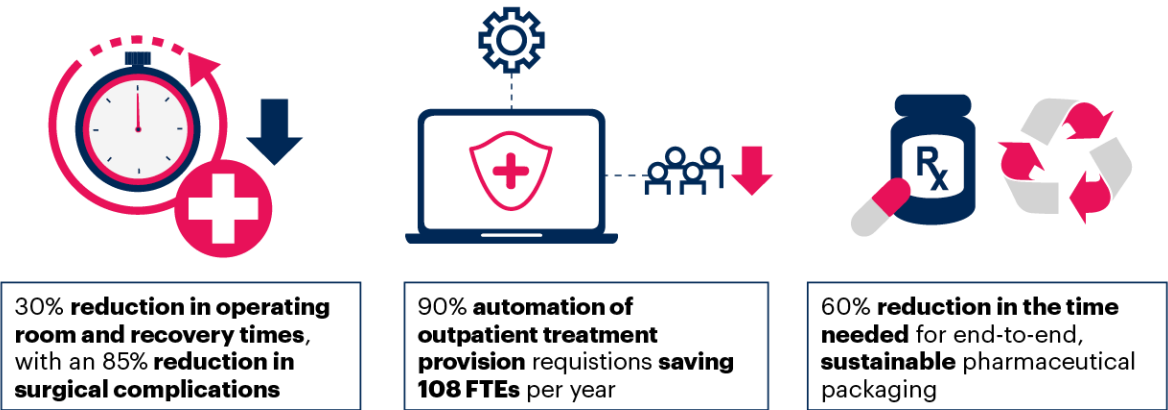 Rx
30% reduction in operating
room and recovery times,
with an 85% reduction in
surgical complications
90% automation of
outpatient treatment
provision requistions saving
108 FTEs per year
60% reduction in the time
needed for end-to-end,
sustainable pharmaceutical
packaging